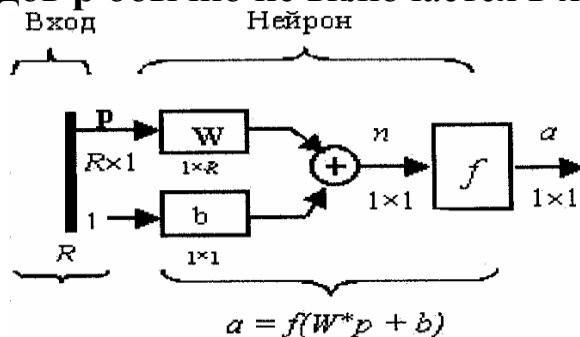 Вход Нейрон
p W n f a
R×1 1×R + 1×1 1×1
1 b
R 1×1
a = f(W*p + b)